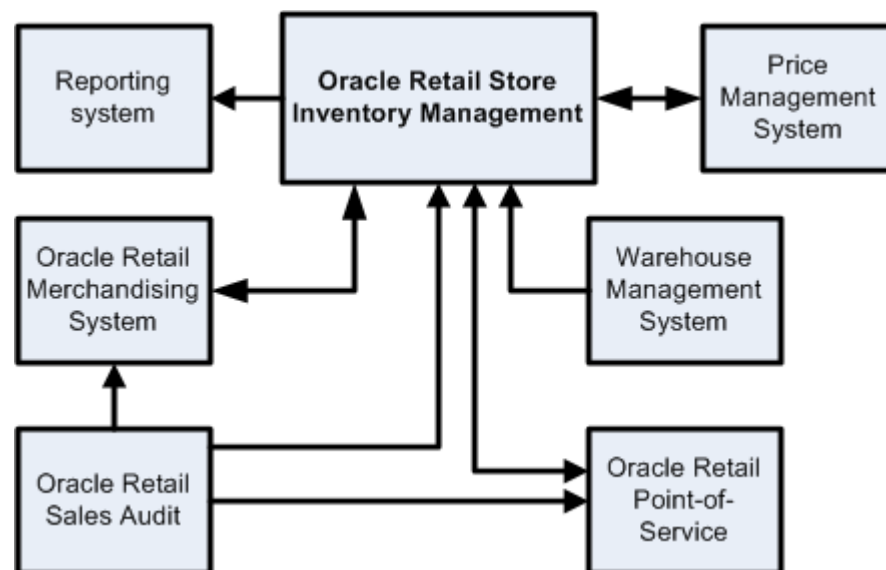 Reporting
system
Oracle Retail Store
Inventory Management
Price
Management
System
Oracle Retail
Merchandising
System
Warehouse
Management
System
Oracle Retail
Sales Audit
Oracle Retail
Point-of-
Service